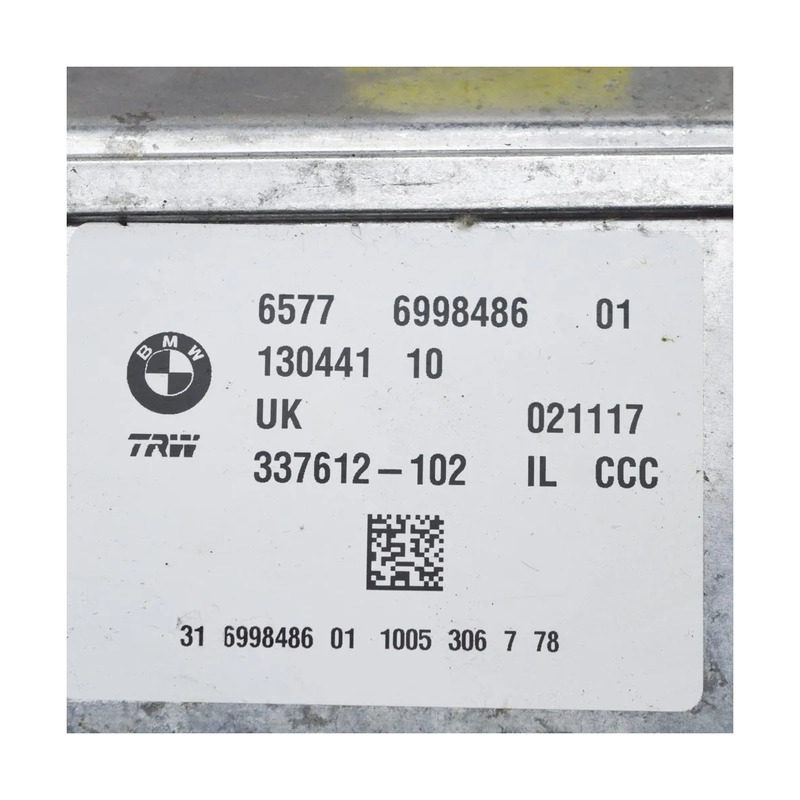 6577 6998486 01
BMW
130441 10
UK 021117
TRW
337612-102 IL CCC
31 6998486 01 1005 306 7 78